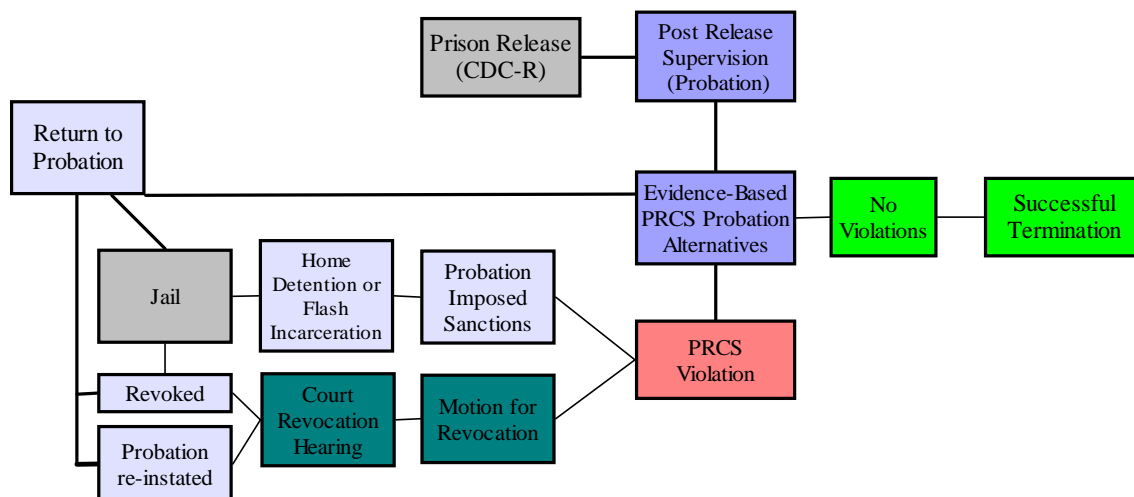 Prison Release
(CDC-R)
Post Release
Supervision
(Probation)
Return to
Probation
Evidence-Based
PRCS Probation
Alternatives
No
Violations
Successful
Termination
Jail
Home
Detention or
Flash
Incarceration
Probation
Imposed
Sanctions
PRCS
Violation
Revoked
Court
Revocation
Hearing
Motion for
Revocation
Probation
re-instated